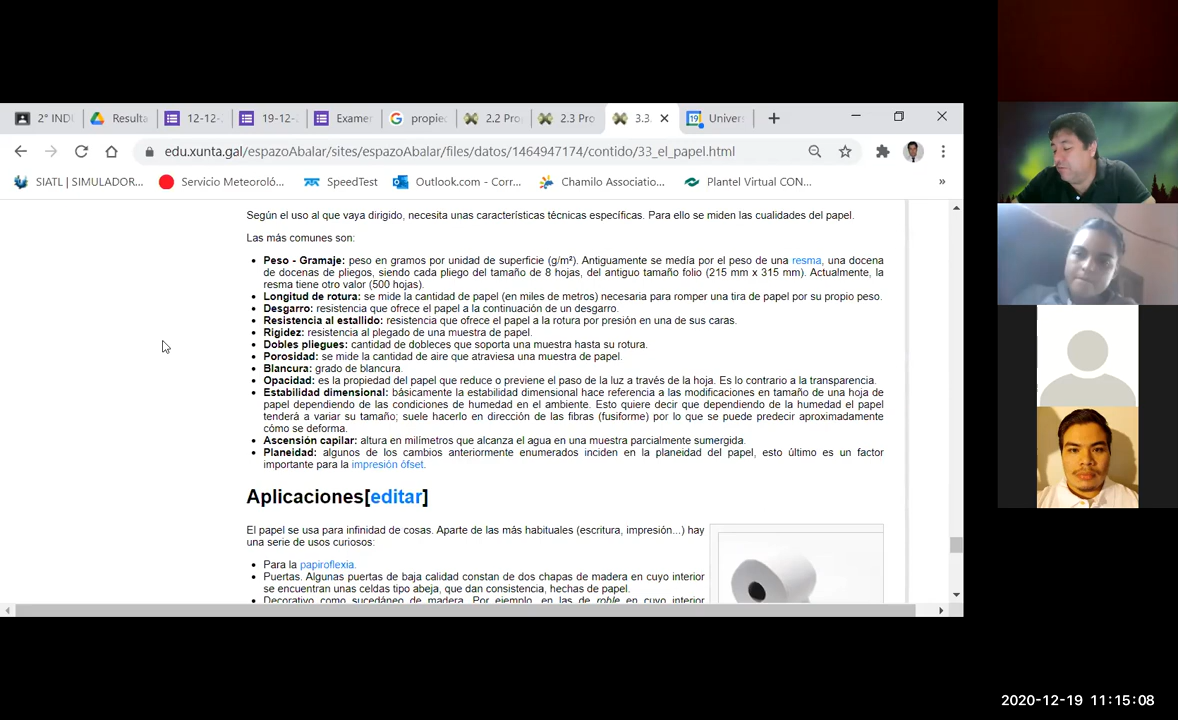 2° IND
Resulta
12-12-
19-12-
Examen
propie
2.2 Pro
2.3 Pro
3.3.
19
Univers
edu.xunta.gal/espazoAbalar/sites/espazoAbalar/files/datos/1464947174/contido/33_el_papel.html
SIATL | SIMULADOR...
Servicio Meteoroló...
SpeedTest
Outlook.com - Corr...
Chamilo Associatio...
Plantel Virtual CON...
»
Según el uso al que vaya dirigido, necesita unas características técnicas específicas. Para ello se miden las cualidades del papel.
Las más comunes son:
• Peso - Gramaje: peso en gramos por unidad de superficie (g/m²). Antiguamente se medía por el peso de una resma, una docena
de docenas de pliegos, siendo cada pliego del tamaño de 8 hojas, del antiguo tamaño folio (215 mm x 315 mm). Actualmente, la
resma tiene otro valor (500 hojas).
• Longitud de rotura: se mide la cantidad de papel (en miles de metros) necesaria para romper una tira de papel por su propio peso.
• Desgarro: resistencia que ofrece el papel a la continuación de un desgarro.
• Resistencia al estallido: resistencia que ofrece el papel a la rotura por presión en una de sus caras.
• Rigidez: resistencia al plegado de una muestra de papel.
• Dobles pliegues: cantidad de dobleces que soporta una muestra hasta su rotura.
• Porosidad: se mide la cantidad de aire que atraviesa una muestra de papel.
• Blancura: grado de blancura.
• Opacidad: es la propiedad del papel que reduce o previene el paso de la luz a través de la hoja. Es lo contrario a la transparencia.
• Estabilidad dimensional: básicamente la estabilidad dimensional hace referencia a las modificaciones en tamaño de una hoja de
papel dependiendo de las condiciones de humedad en el ambiente. Esto quiere decir que dependiendo de la humedad el papel
tenderá a variar su tamaño; suele hacerlo en dirección de las fibras (fusiforme) por lo que se puede predecir aproximadamente
cómo se deforma.
• Ascensión capilar: altura en milímetros que alcanza el agua en una muestra parcialmente sumergida.
• Planeidad: algunos de los cambios anteriormente enumerados inciden en la planeidad del papel, esto último es un factor
importante para la impresión ófset.
Aplicaciones[editar]
El papel se usa para infinidad de cosas. Aparte de las más habituales (escritura, impresión...) hay
una serie de usos curiosos:
• Para la papiroflexia.
• Puertas. Algunas puertas de baja calidad constan de dos chapas de madera en cuyo interior
se encuentran unas celdas tipo abeja, que dan consistencia, hechas de papel.
• Decorativo como sucedáneo de madera. Por ejemplo, en las de roble en cuyo interior
2020-12-19 11:15:08